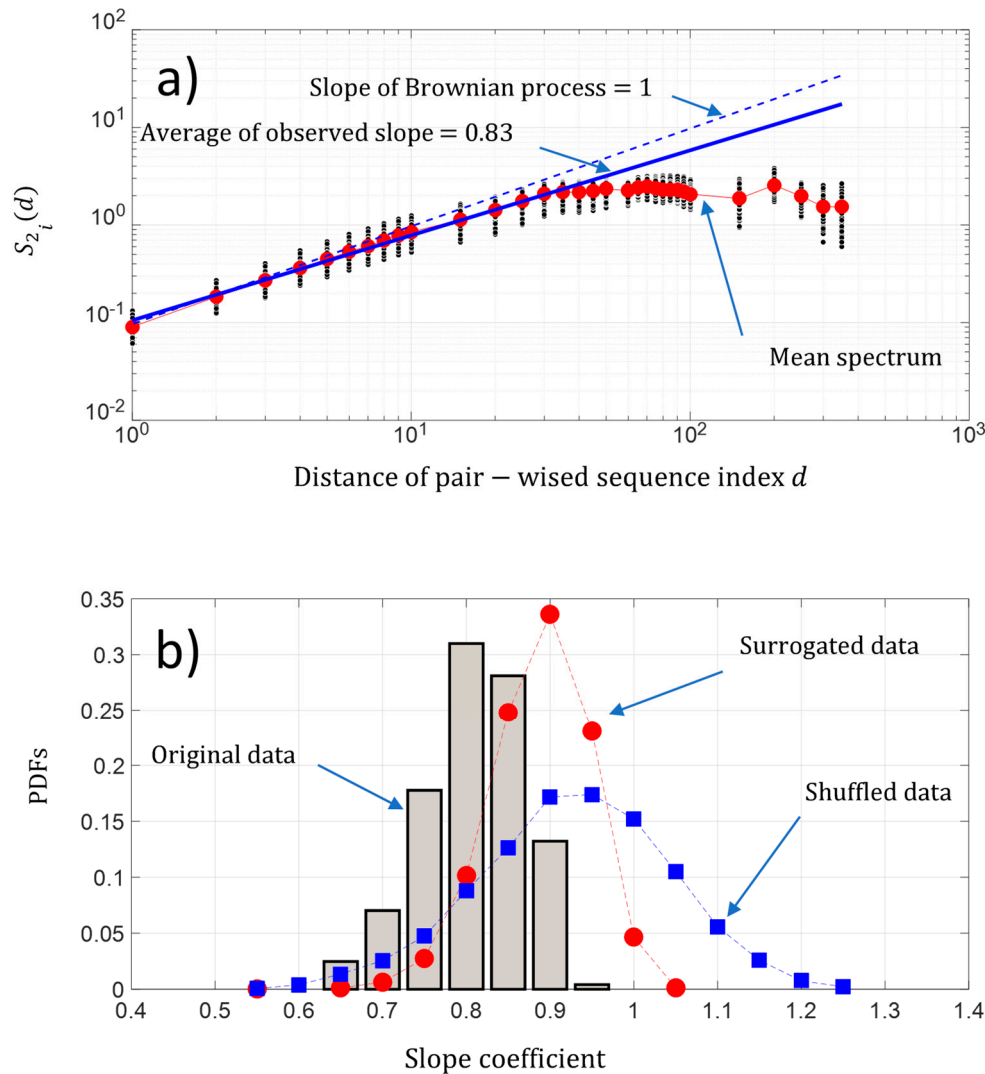 a)
10^2
10^1
10^0
10^-1
10^-2
S_{2_i}(d)
Slope of Brownian process = 1
Average of observed slope = 0.83
Mean spectrum
10^0 10^1 10^2 10^3
Distance of pair − wised sequence index d
b)
0.35
0.3
0.25
0.2
0.15
0.1
0.05
0
PDFs
Surrogated data
Original data
Shuffled data
0.4 0.5 0.6 0.7 0.8 0.9 1 1.1 1.2 1.3 1.4
Slope coefficient